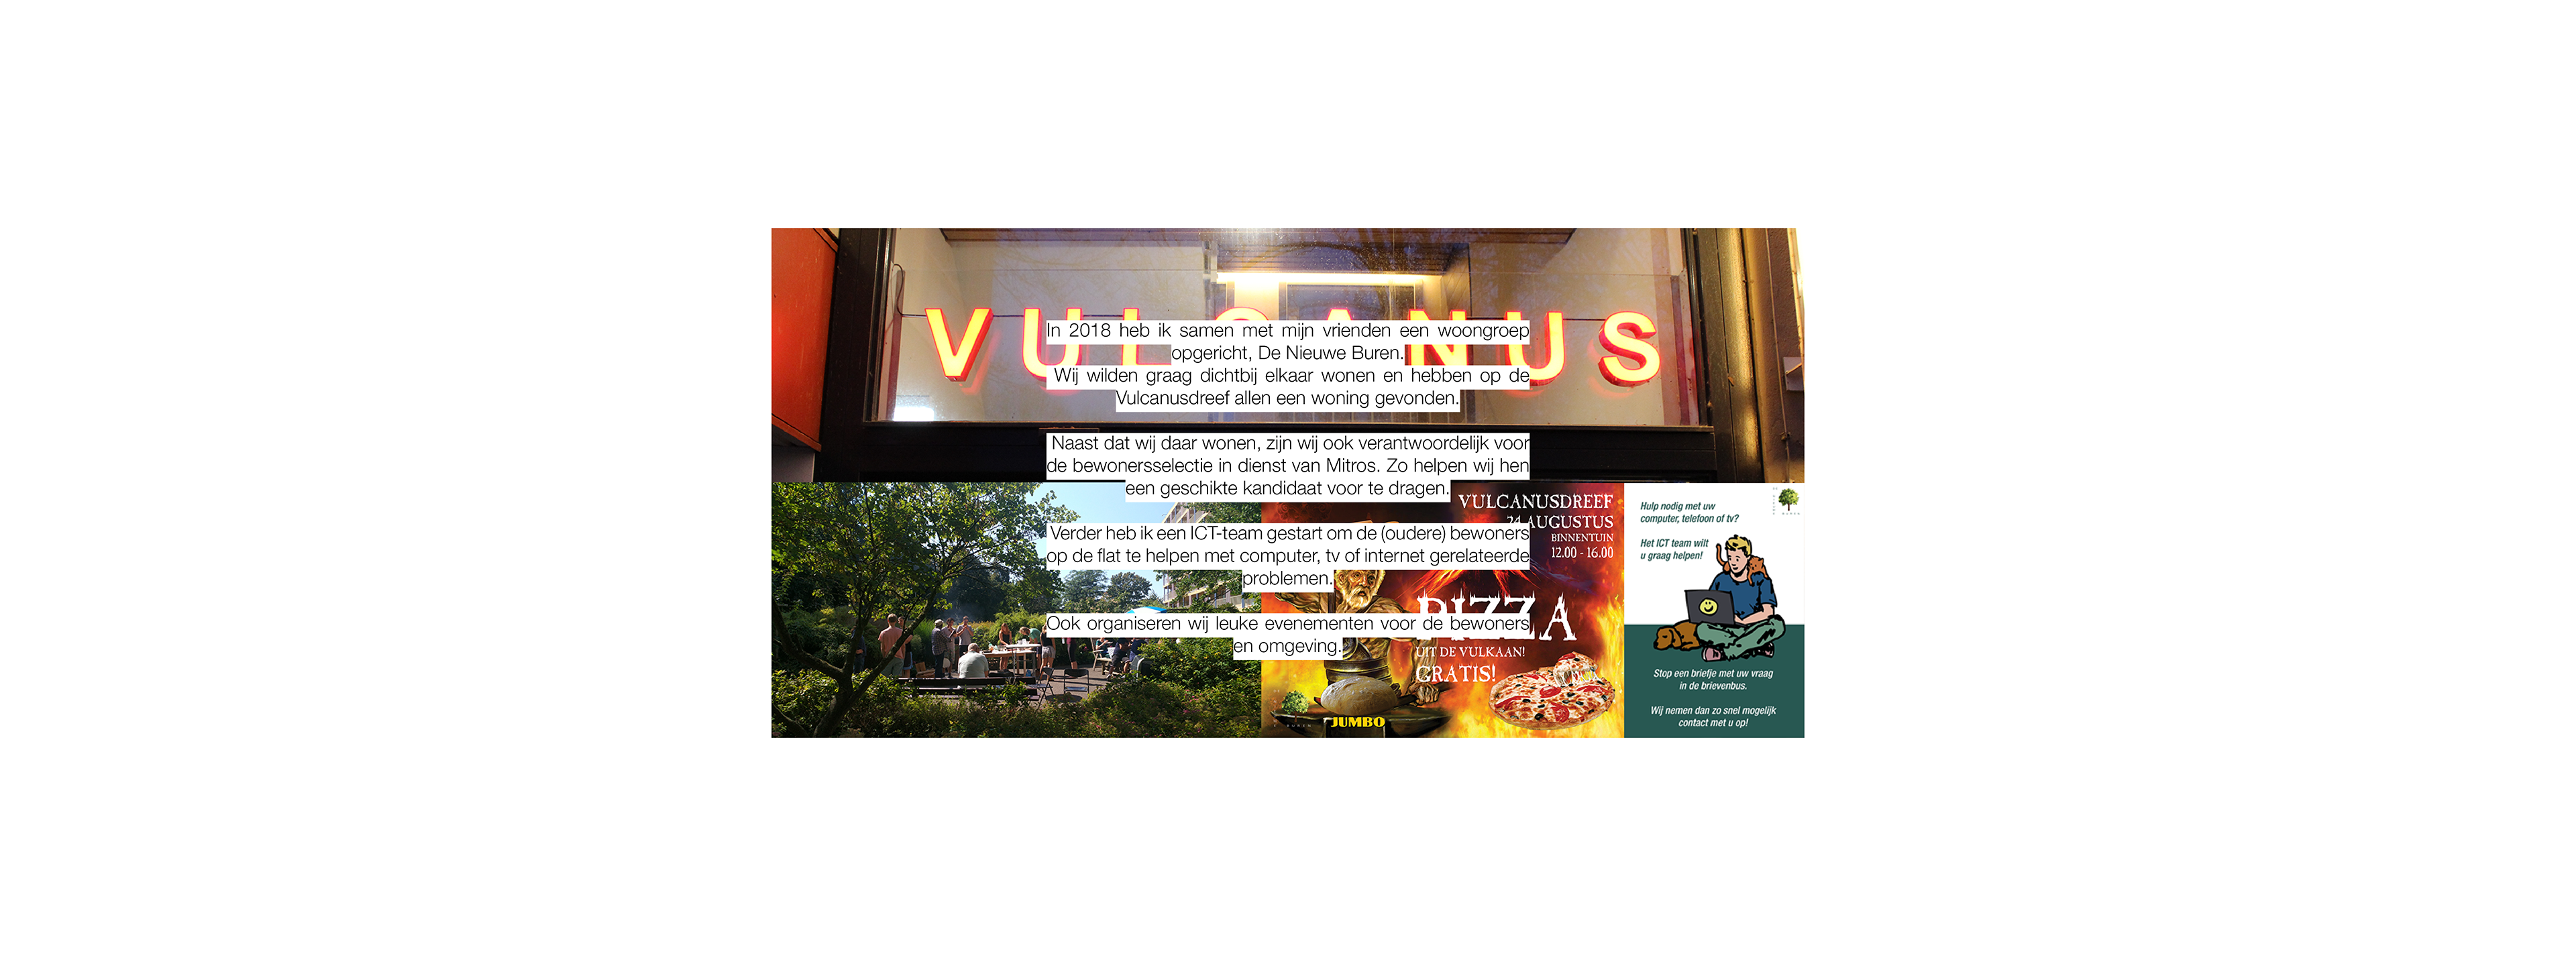 VULCANUS
In 2018 heb ik samen met mijn vrienden een woongroep
opgericht, De Nieuwe Buren.
Wij wilden graag dichtbij elkaar wonen en hebben op de
Vulcanusdreef allen een woning gevonden.
Naast dat wij daar wonen, zijn wij ook verantwoordelijk voor
de bewonersselectie in dienst van Mitros. Zo helpen wij hen
een geschikte kandidaat voor te dragen.
Verder heb ik een ICT-team gestart om de (oudere) bewoners
op de flat te helpen met computer, tv of internet gerelateerde
problemen.
Ook organiseren wij leuke evenementen voor de bewoners
en omgeving.
VULCANUSDREEF
24 AUGUSTUS
BINNENTUIN
12.00 - 16.00
PIZZA
UIT DE VULKAAN!
GRATIS!
BUREN
JUMBO
Hulp nodig met uw
computer, telefoon of tv?
Het ICT team wilt
u graag helpen!
Stop een briefje met uw vraag
in de brievenbus.
Wij nemen dan zo snel mogelijk
contact met u op!